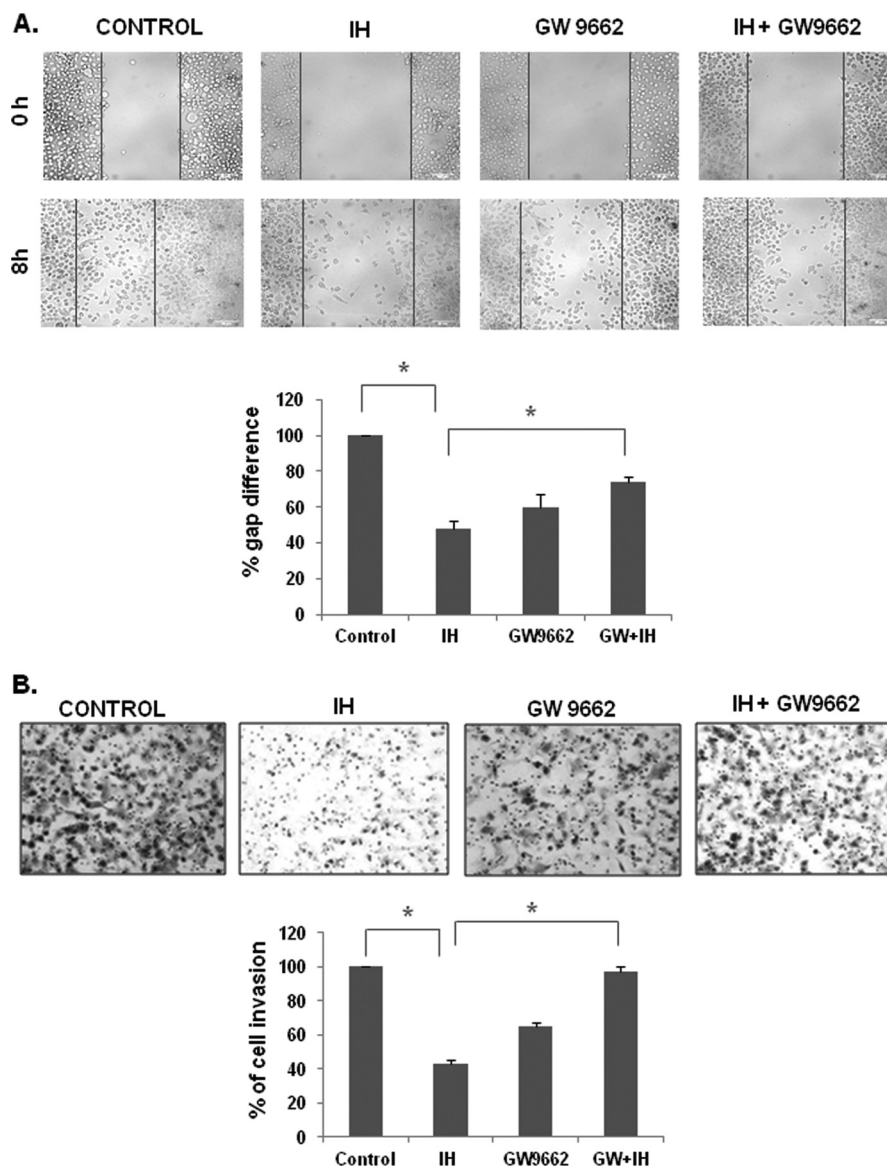 A.
CONTROL IH GW 9662 IH + GW9662
0 h
8h
* *
% gap difference
120
100
80
60
40
20
0
Control IH GW9662 GW+IH
B.
CONTROL IH GW 9662 IH + GW9662
* *
% of cell invasion
120
100
80
60
40
20
0
Control IH GW9662 GW+IH